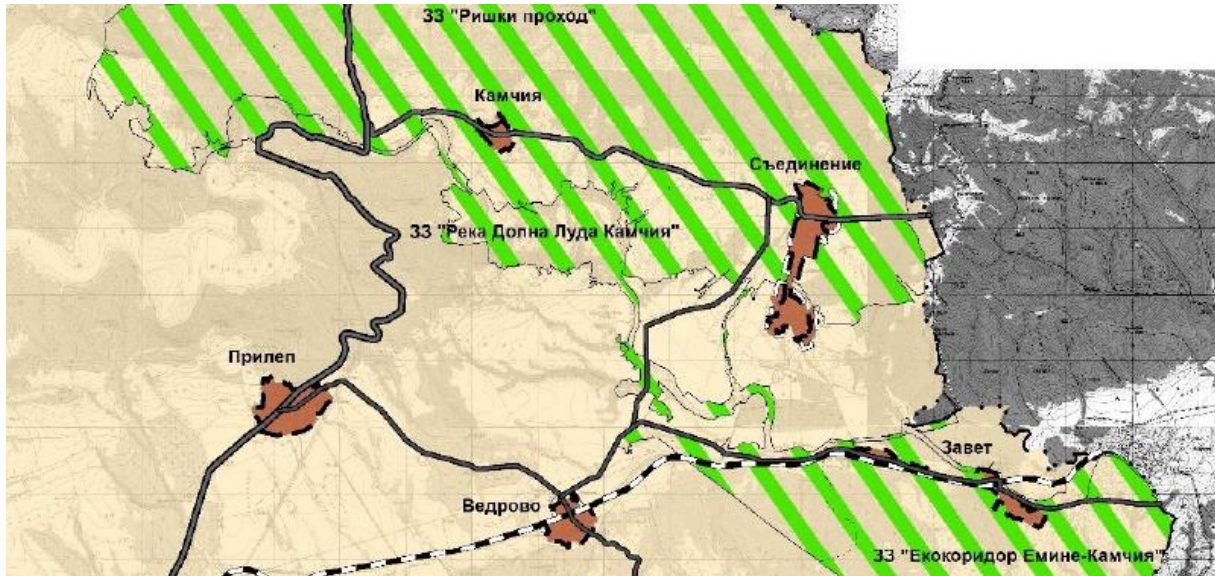 ЗЗ "Ришки проход"
Камчия
Съединение
ЗЗ "Река Долна Луда Камчия"
Прилеп
Завет
Ведрово
ЗЗ "Екокоридор Емине-Камчия"